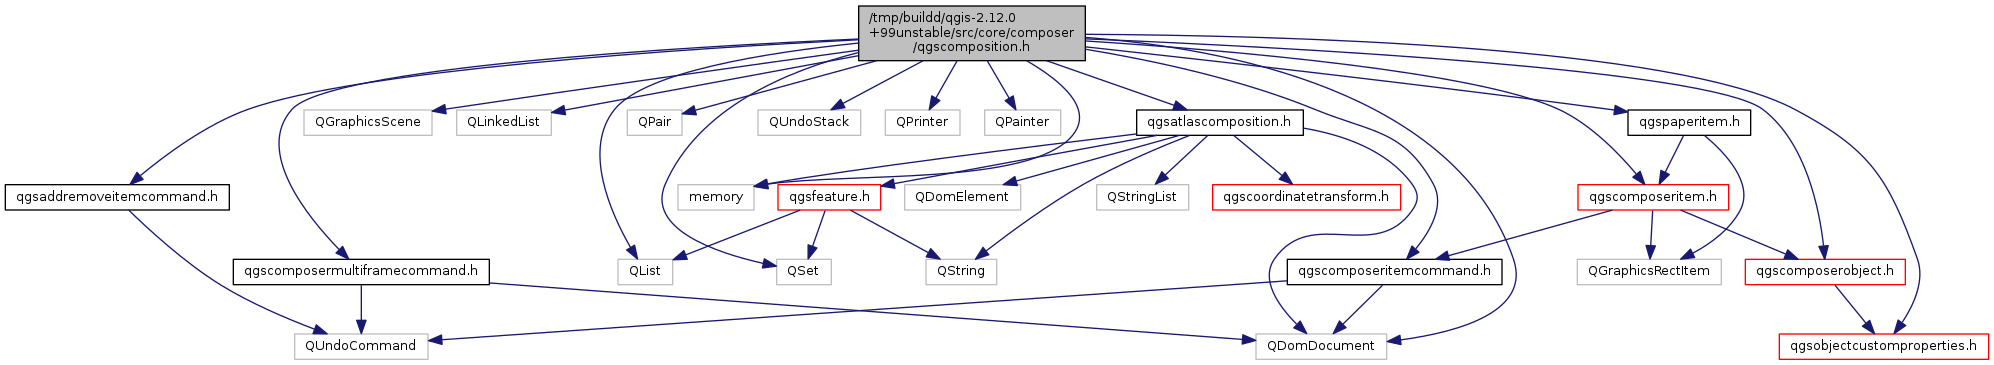 /tmp/buildd/qgis-2.12.0
+99unstable/src/core/composer
/qgscomposition.h
QGraphicsScene
QLinkedList
QPair
QUndoStack
QPrinter
QPainter
qgsatlascomposition.h
qgspaperitem.h
qgsaddremoveitemcommand.h
memory
qgsfeature.h
QDomElement
QStringList
qgscoordinatetransform.h
qgscomposeritem.h
qgscomposermultiframecommand.h
QList
QSet
QString
qgscomposeritemcommand.h
QGraphicsRectItem
qgscomposerobject.h
QUndoCommand
QDomDocument
qgsobjectcustomproperties.h